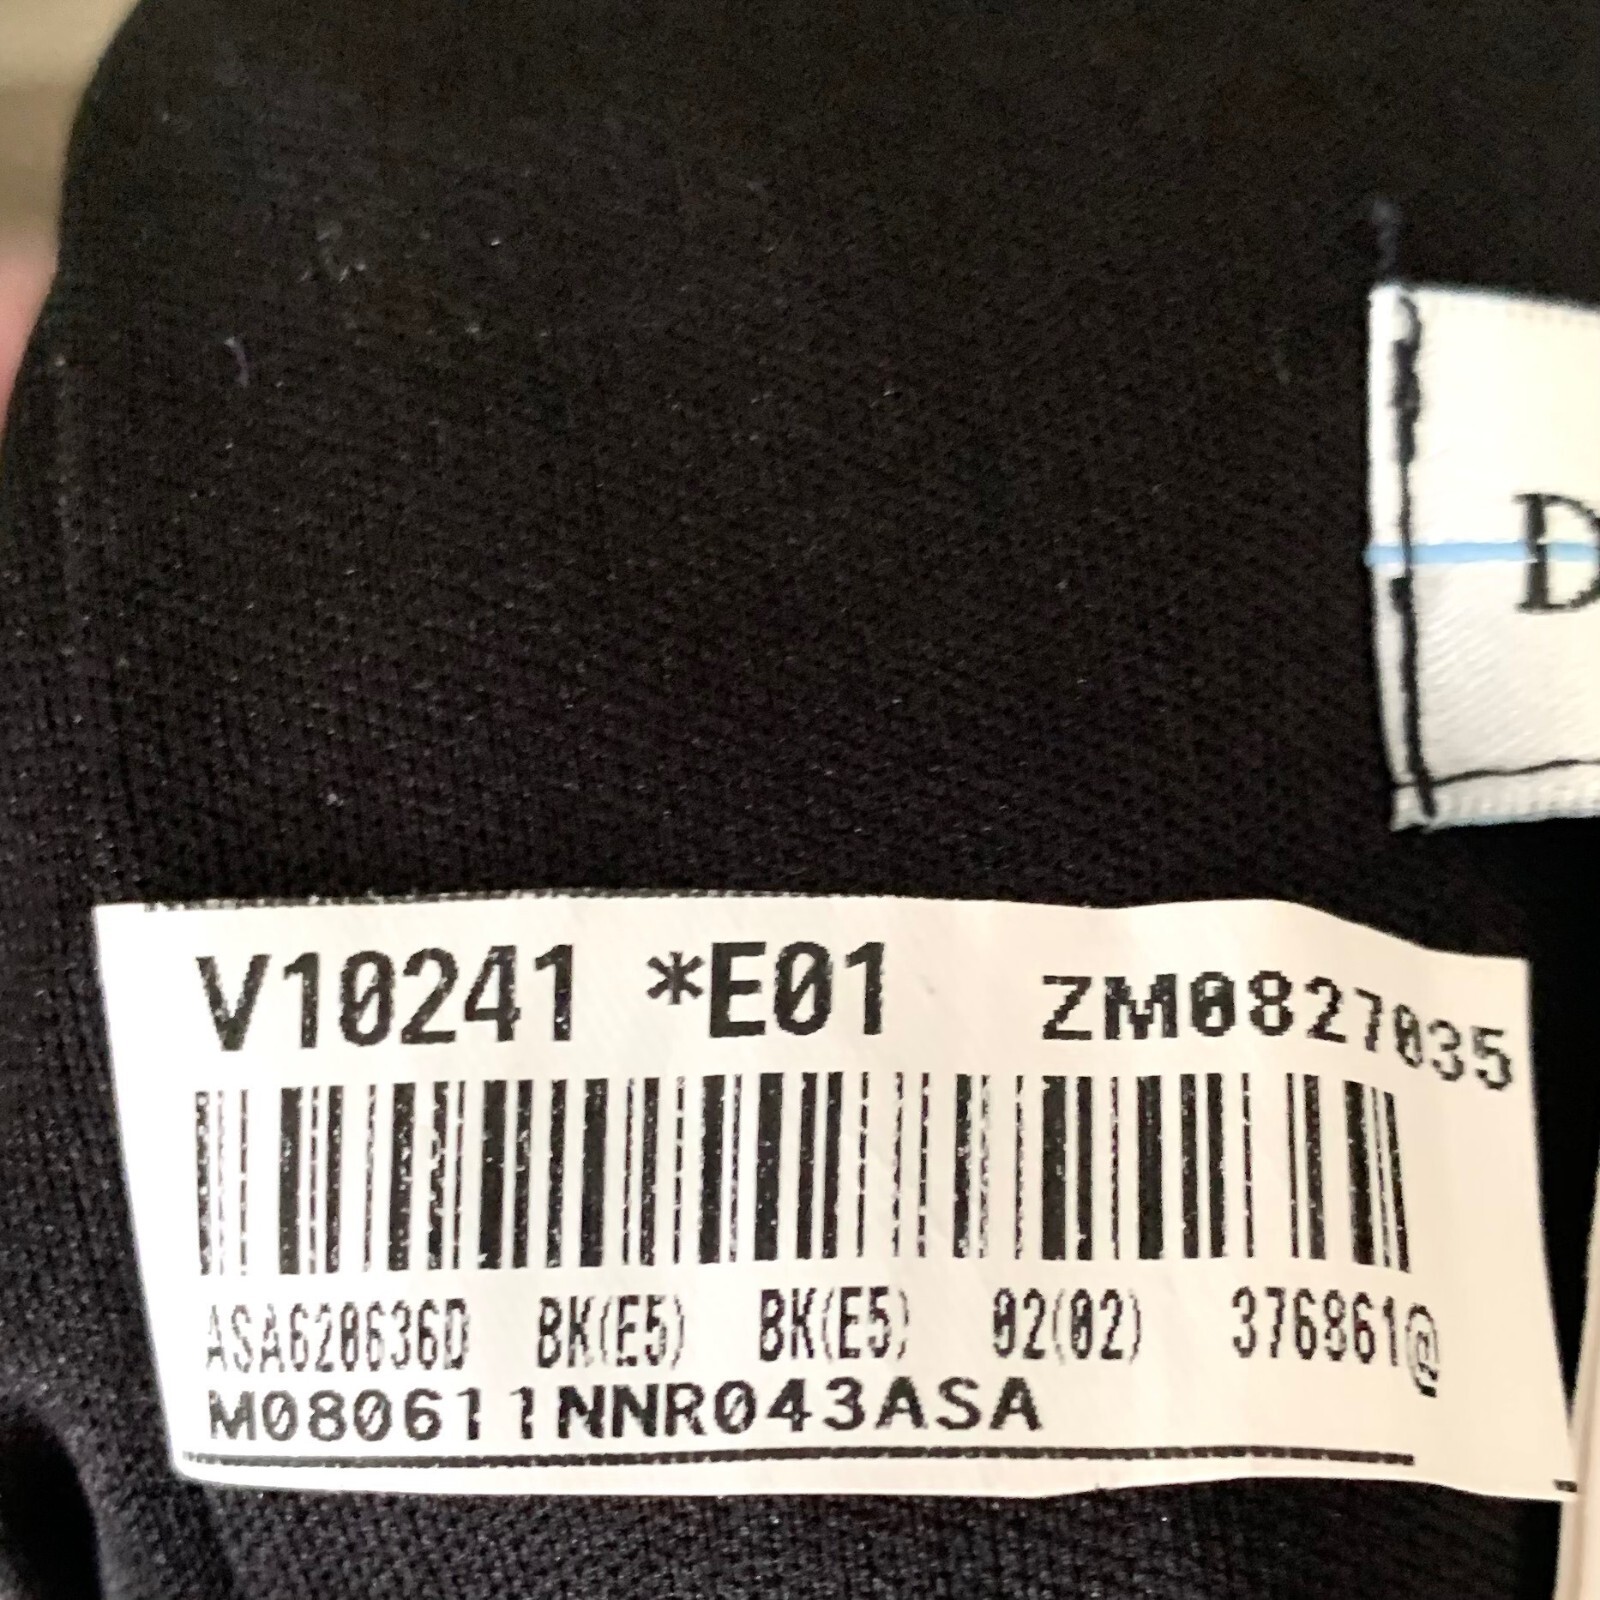 D
V10241 *E01 ZM0827035
ASA620636D BK(E5) BK(E5) 02(02) 376861@
M080611NNR043ASA